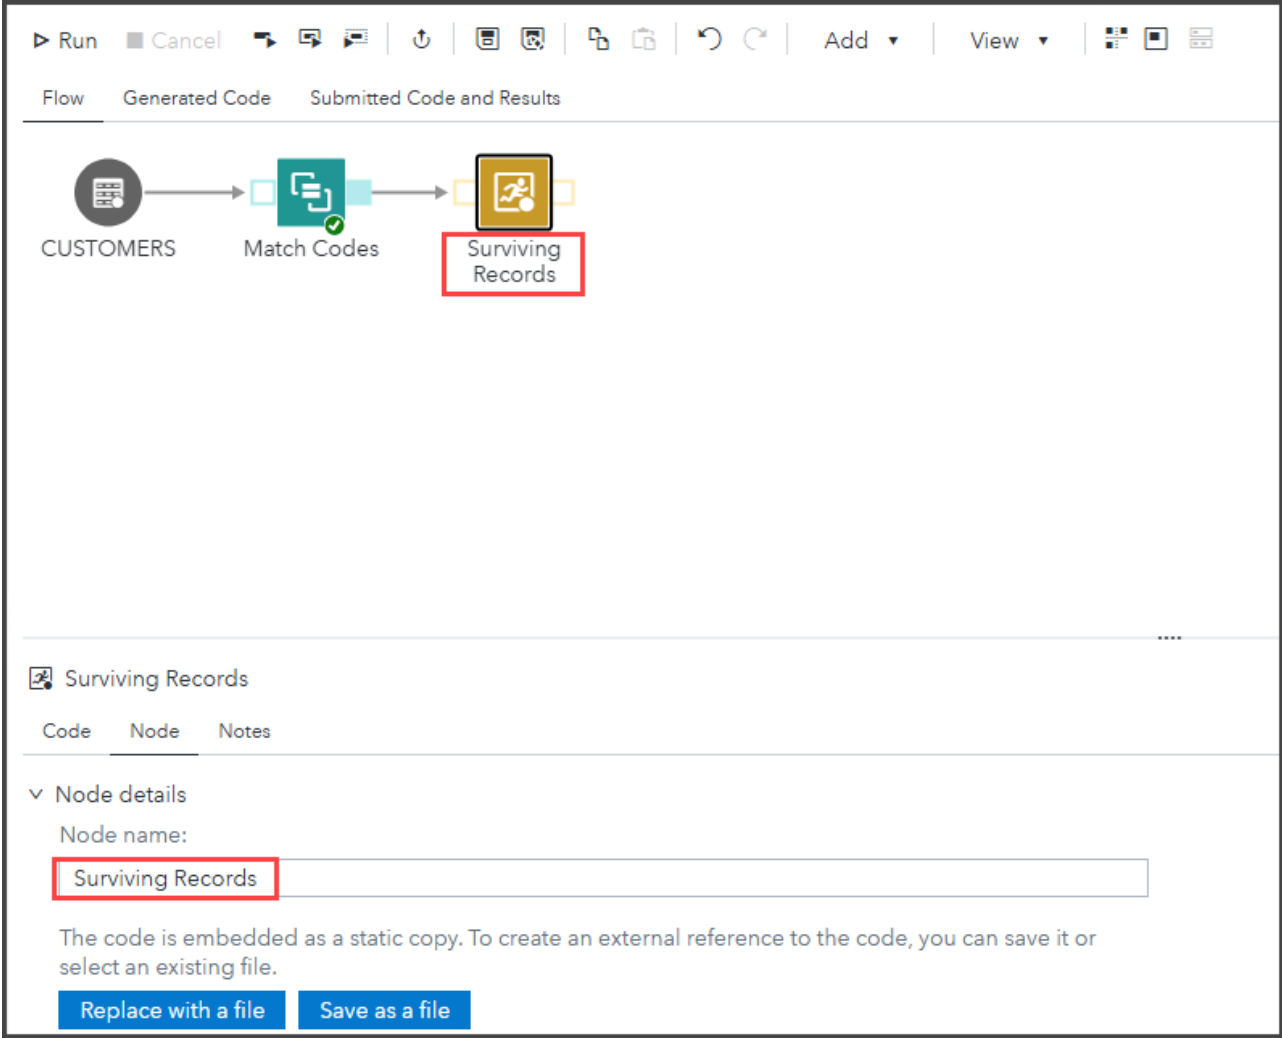 Run Cancel Add View
Flow Generated Code Submitted Code and Results
CUSTOMERS Match Codes Surviving
Records
Surviving Records
Code Node Notes
Node details
Node name:
Surviving Records
The code is embedded as a static copy. To create an external reference to the code, you can save it or
select an existing file.
Replace with a file Save as a file